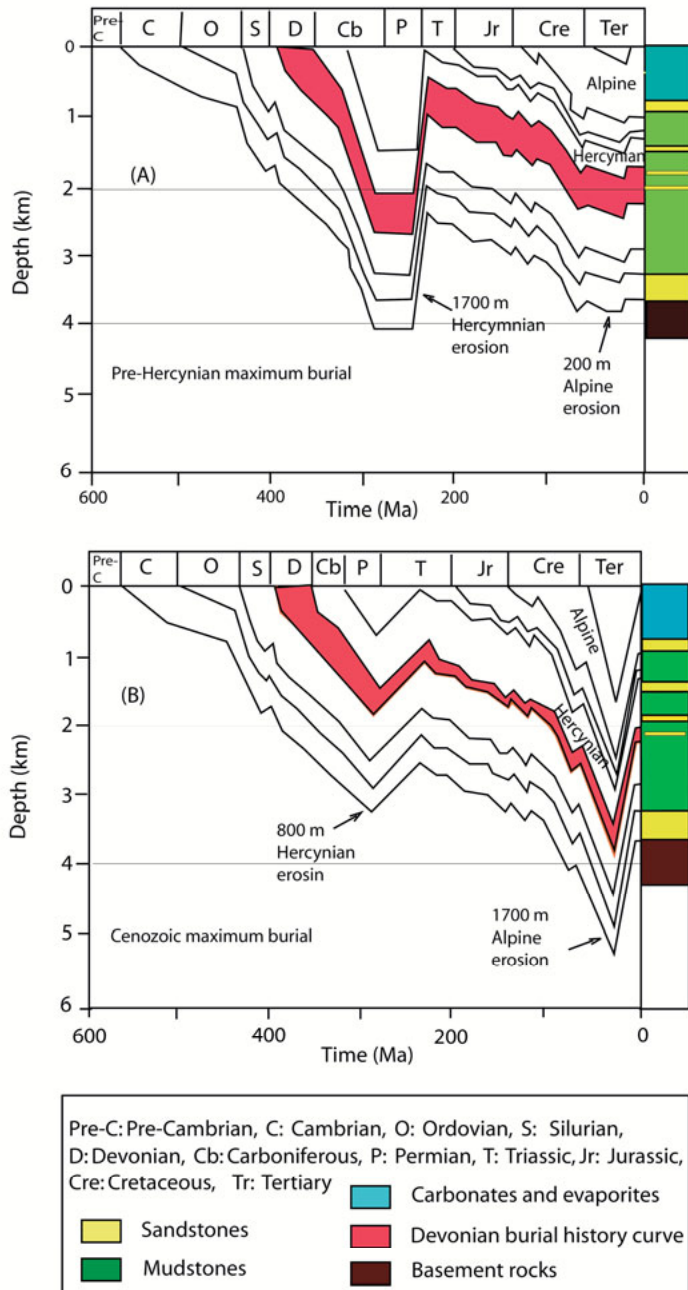 Pre-C C O S D Cb P T Jr Cre Ter
0
1
2
3
4
5
6
Depth (km)
Alpine
Hercynian
(A)
1700 m
Hercymnian
erosion
200 m
Alpine
erosion
Pre-Hercynian maximum burial
600 400 200 0
Time (Ma)
Pre-C C O S D Cb P T Jr Cre Ter
0
1
2
3
4
5
6
Depth (km)
Alpine
Hercynian
(B)
800 m
Hercynian
erosin
1700 m
Alpine
erosion
Cenozoic maximum burial
600 400 200 0
Time (Ma)
Pre-C: Pre-Cambrian, C: Cambrian, O: Ordovian, S: Silurian,
D: Devonian, Cb: Carboniferous, P: Permian, T: Triassic, Jr: Jurassic,
Cre: Cretaceous, Tr: Tertiary
Carbonates and evaporites
Sandstones
Devonian burial history curve
Mudstones
Basement rocks